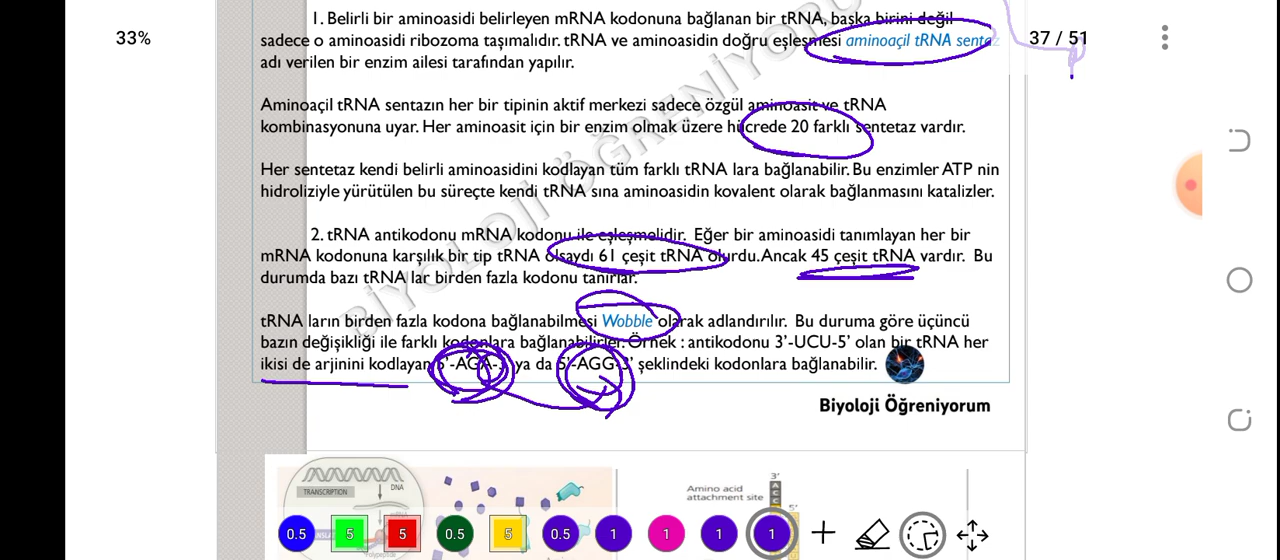 33%
37 / 51
1. Belirli bir aminoasidi belirleyen mRNA kodonuna bağlanan bir tRNA, başka birini değil
sadece o aminoasidi ribozoma taşımalıdır. tRNA ve aminoasidin doğru eşleşmesi aminoaçil tRNA sentaz
adı verilen bir enzim ailesi tarafından yapılır.
Aminoaçil tRNA sentazın her bir tipinin aktif merkezi sadece özgül aminoasit ve tRNA
kombinasyonuna uyar. Her aminoasit için bir enzim olmak üzere hücrede 20 farklı sentetaz vardır.
Her sentetaz kendi belirli aminoasidini kodlayan tüm farklı tRNA lara bağlanabilir. Bu enzimler ATP nin
hidroliziyle yürütülen bu süreçte kendi tRNA sına aminoasidin kovalent olarak bağlanmasını katalizler.
2. tRNA antikodonu mRNA kodonu ile eşleşmelidir. Eğer bir aminoasidi tanımlayan her bir
mRNA kodonuna karşılık bir tip tRNA olsaydı 61 çeşit tRNA olurdu. Ancak 45 çeşit tRNA vardır. Bu
durumda bazı tRNA lar birden fazla kodonu tanırlar.
tRNA ların birden fazla kodona bağlanabilmesi Wobble olarak adlandırılır. Bu duruma göre üçüncü
bazın değişikliği ile farklı kodonlara bağlanabilirler. Örnek : antikodonu 3'-UCU-5' olan bir tRNA her
ikisi de arjinini kodlayan 5'-AGA-3' ya da 5'-AGG-3' şeklindeki kodonlara bağlanabilir.
BİYOLOJİ ÖĞRENİYORU
Biyoloji Öğreniyorum
TRANSCRIPTION
DNA
Polypeptide
Amino acid
attachment site
3'
A
C
C
5'
0.5 5 5 0.5 5 0.5 1 1 1 1